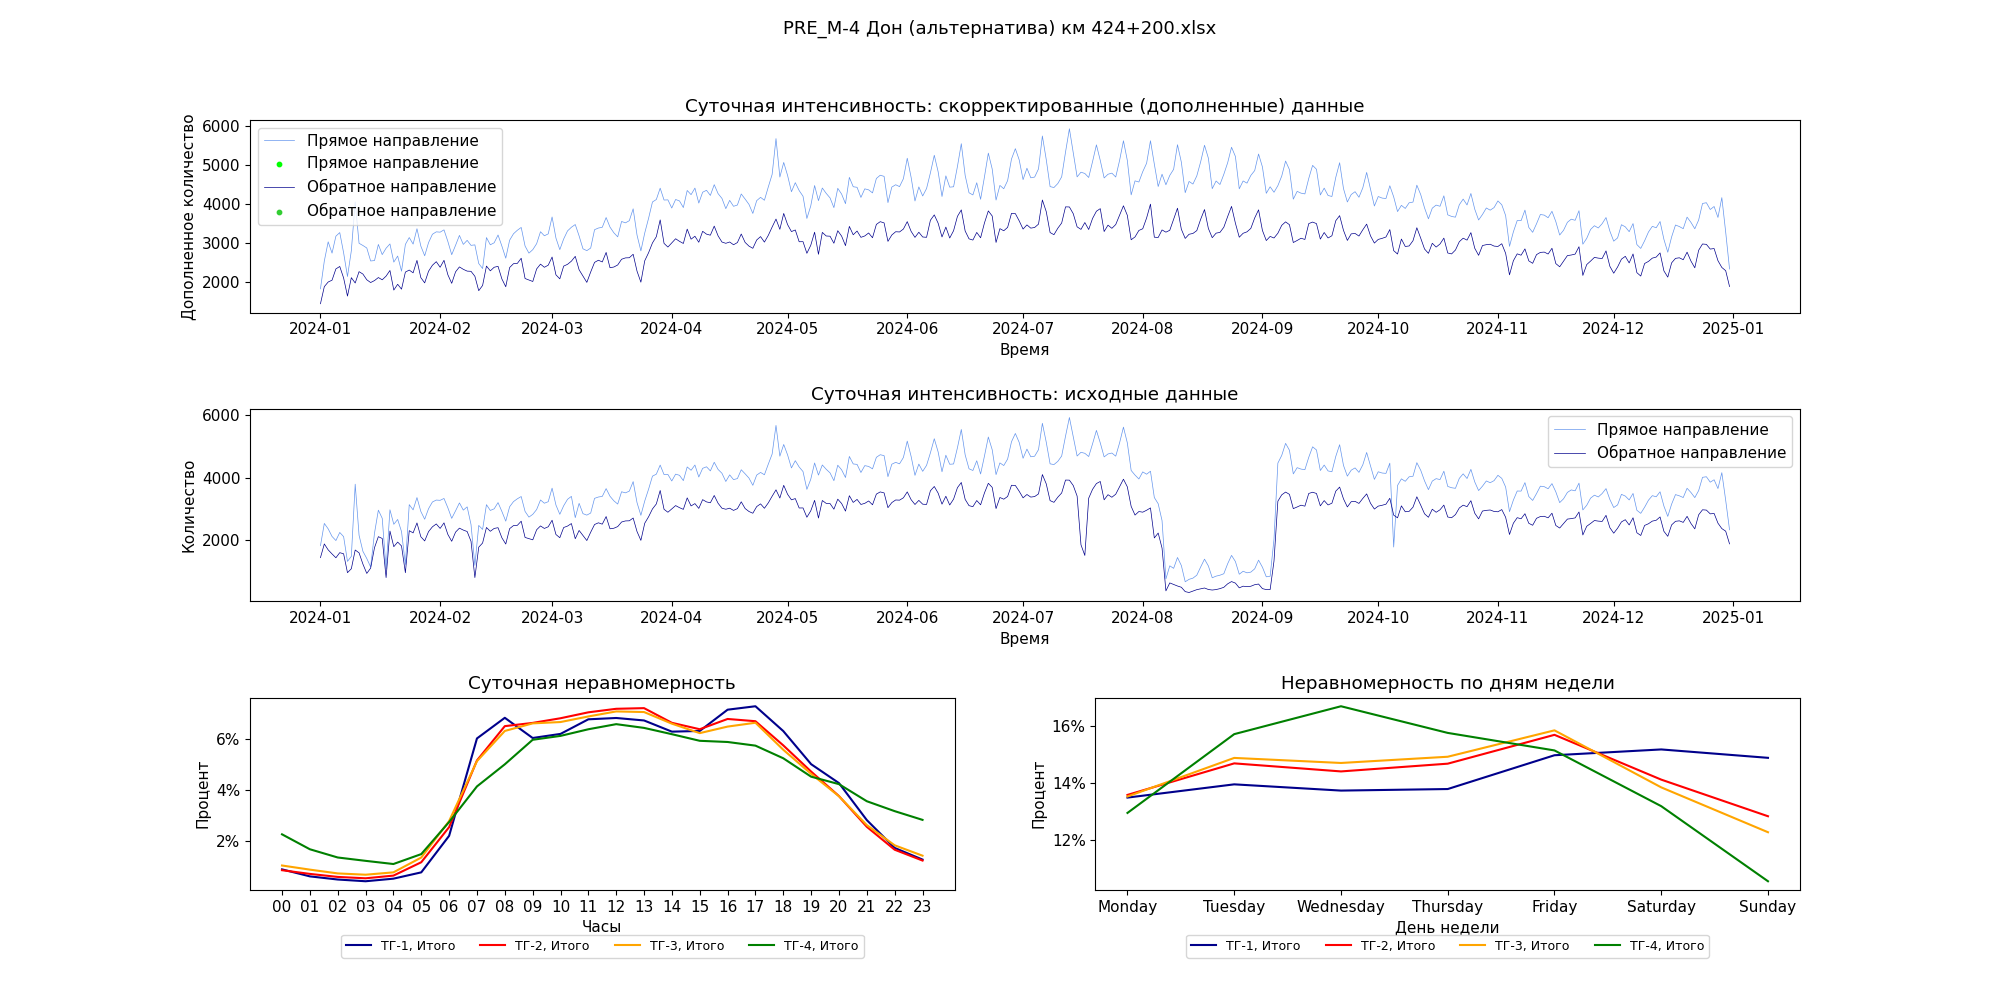 PRE_M-4 Дон (альтернатива) км 424+200.xlsx
Суточная интенсивность: скорректированные (дополненные) данные
Дополненное количество
6000
5000
4000
3000
2000
Прямое направление
Прямое направление
Обратное направление
Обратное направление
2024-01 2024-02 2024-03 2024-04 2024-05 2024-06 2024-07 2024-08 2024-09 2024-10 2024-11 2024-12 2025-01
Время
Суточная интенсивность: исходные данные
Количество
6000
4000
2000
Прямое направление
Обратное направление
2024-01 2024-02 2024-03 2024-04 2024-05 2024-06 2024-07 2024-08 2024-09 2024-10 2024-11 2024-12 2025-01
Время
Суточная неравномерность
Процент
6%
4%
2%
00 01 02 03 04 05 06 07 08 09 10 11 12 13 14 15 16 17 18 19 20 21 22 23
Часы
ТГ-1, Итого ТГ-2, Итого ТГ-3, Итого ТГ-4, Итого
Неравномерность по дням недели
Процент
16%
14%
12%
Monday Tuesday Wednesday Thursday Friday Saturday Sunday
День недели
ТГ-1, Итого ТГ-2, Итого ТГ-3, Итого ТГ-4, Итого